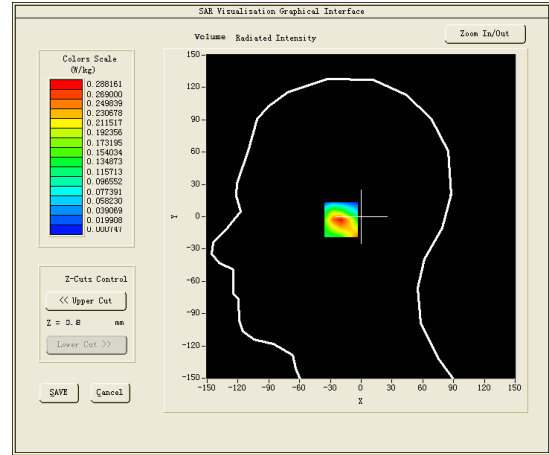 SAR Visualisation Graphical Interface
Volume Radiated Intensity
Zoom In/Out
Colors Scale
(W/kg)
0.288161
0.269000
0.249839
0.230678
0.211517
0.192356
0.173195
0.154034
0.134873
0.115713
0.096552
0.077391
0.058230
0.039069
0.019908
0.000747
Z-Cuts Control
<< Upper Cut
Z = 0.8 mm
Lower Cut >>
SAVE Cancel
150
120
90
60
30
0
-30
-60
-90
-120
-150
Y
-150 -120 -90 -60 -30 0 30 60 90 120 150
X